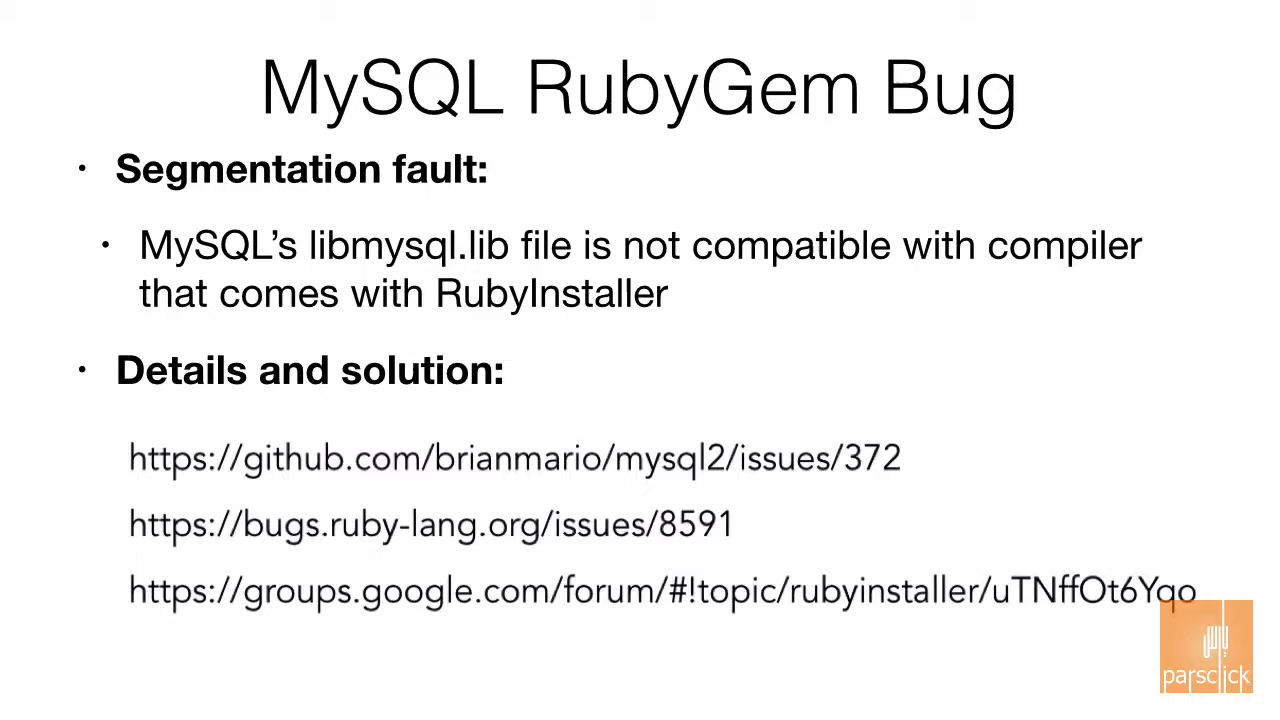 MySQL RubyGem Bug
• Segmentation fault:
• MySQL’s libmysql.lib file is not compatible with compiler
that comes with RubyInstaller
• Details and solution:
https://github.com/brianmario/mysql2/issues/372
https://bugs.ruby-lang.org/issues/8591
https://groups.google.com/forum/#!topic/rubyinstaller/uTNffOt6Yqo
پارس
parsclick